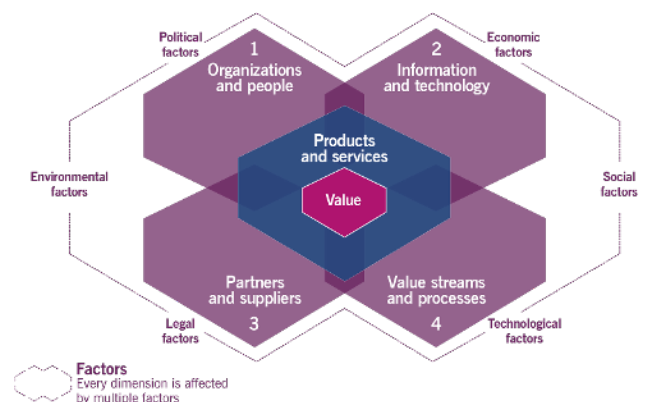 Political
factors
Economic
factors
1
Organizations
and people
2
Information
and technology
Products
and services
Environmental
factors
Value
Social
factors
Partners
and suppliers
3
Value streams
and processes
4
Legal
factors
Technological
factors
Factors
Every dimension is affected
by multiple factors